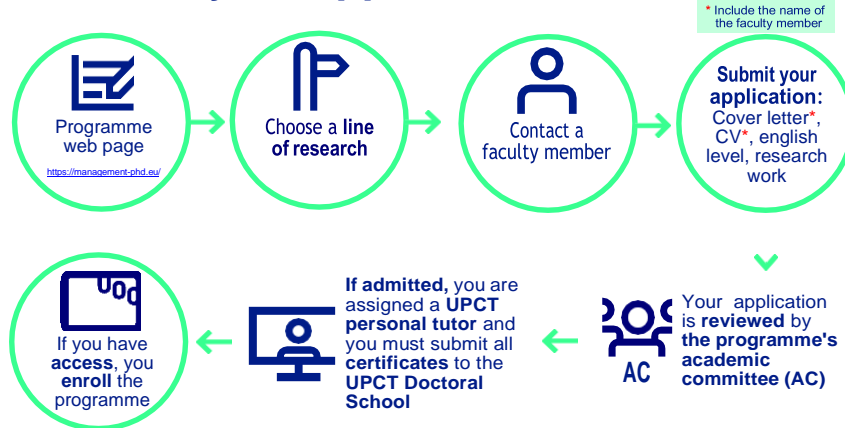 * Include the name of
the faculty member
Programme
web page
https://management-phd.eu/
Choose a line
of research
Contact a
faculty member
Submit your
application:
Cover letter*,
CV*, english
level, research
work
Your application
is reviewed by
the programme's
academic
committee (AC)
AC
If admitted, you are
assigned a UPCT
personal tutor and
you must submit all
certificates to the
UPCT Doctoral
School
UOC
If you have
access, you
enroll the
programme